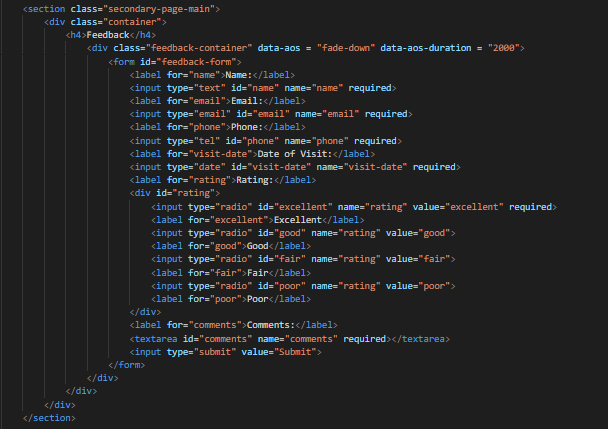 <section class="secondary-page-main">
<div class="container">
<h4>Feedback</h4>
<div class="feedback-container" data-aos = "fade-down" data-aos-duration = "2000">
<form id="feedback-form">
<label for="name">Name:</label>
<input type="text" id="name" name="name" required>
<label for="email">Email:</label>
<input type="email" id="email" name="email" required>
<label for="phone">Phone:</label>
<input type="tel" id="phone" name="phone" required>
<label for="visit-date">Date of Visit:</label>
<input type="date" id="visit-date" name="visit-date" required>
<label for="rating">Rating:</label>
<div id="rating">
<input type="radio" id="excellent" name="rating" value="excellent" required>
<label for="excellent">Excellent</label>
<input type="radio" id="good" name="rating" value="good">
<label for="good">Good</label>
<input type="radio" id="fair" name="rating" value="fair">
<label for="fair">Fair</label>
<input type="radio" id="poor" name="rating" value="poor">
<label for="poor">Poor</label>
</div>
<label for="comments">Comments:</label>
<textarea id="comments" name="comments" required></textarea>
<input type="submit" value="Submit">
</form>
</div>
</div>
</div>
</section>